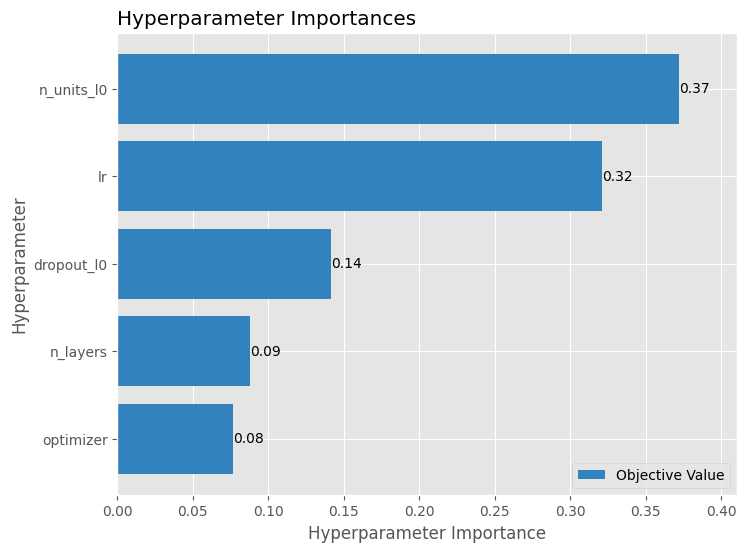 Hyperparameter Importances
Hyperparameter
n_units_l0
0.37
lr
0.32
dropout_l0
0.14
n_layers
0.09
optimizer
0.08
Objective Value
0.00 0.05 0.10 0.15 0.20 0.25 0.30 0.35 0.40
Hyperparameter Importance